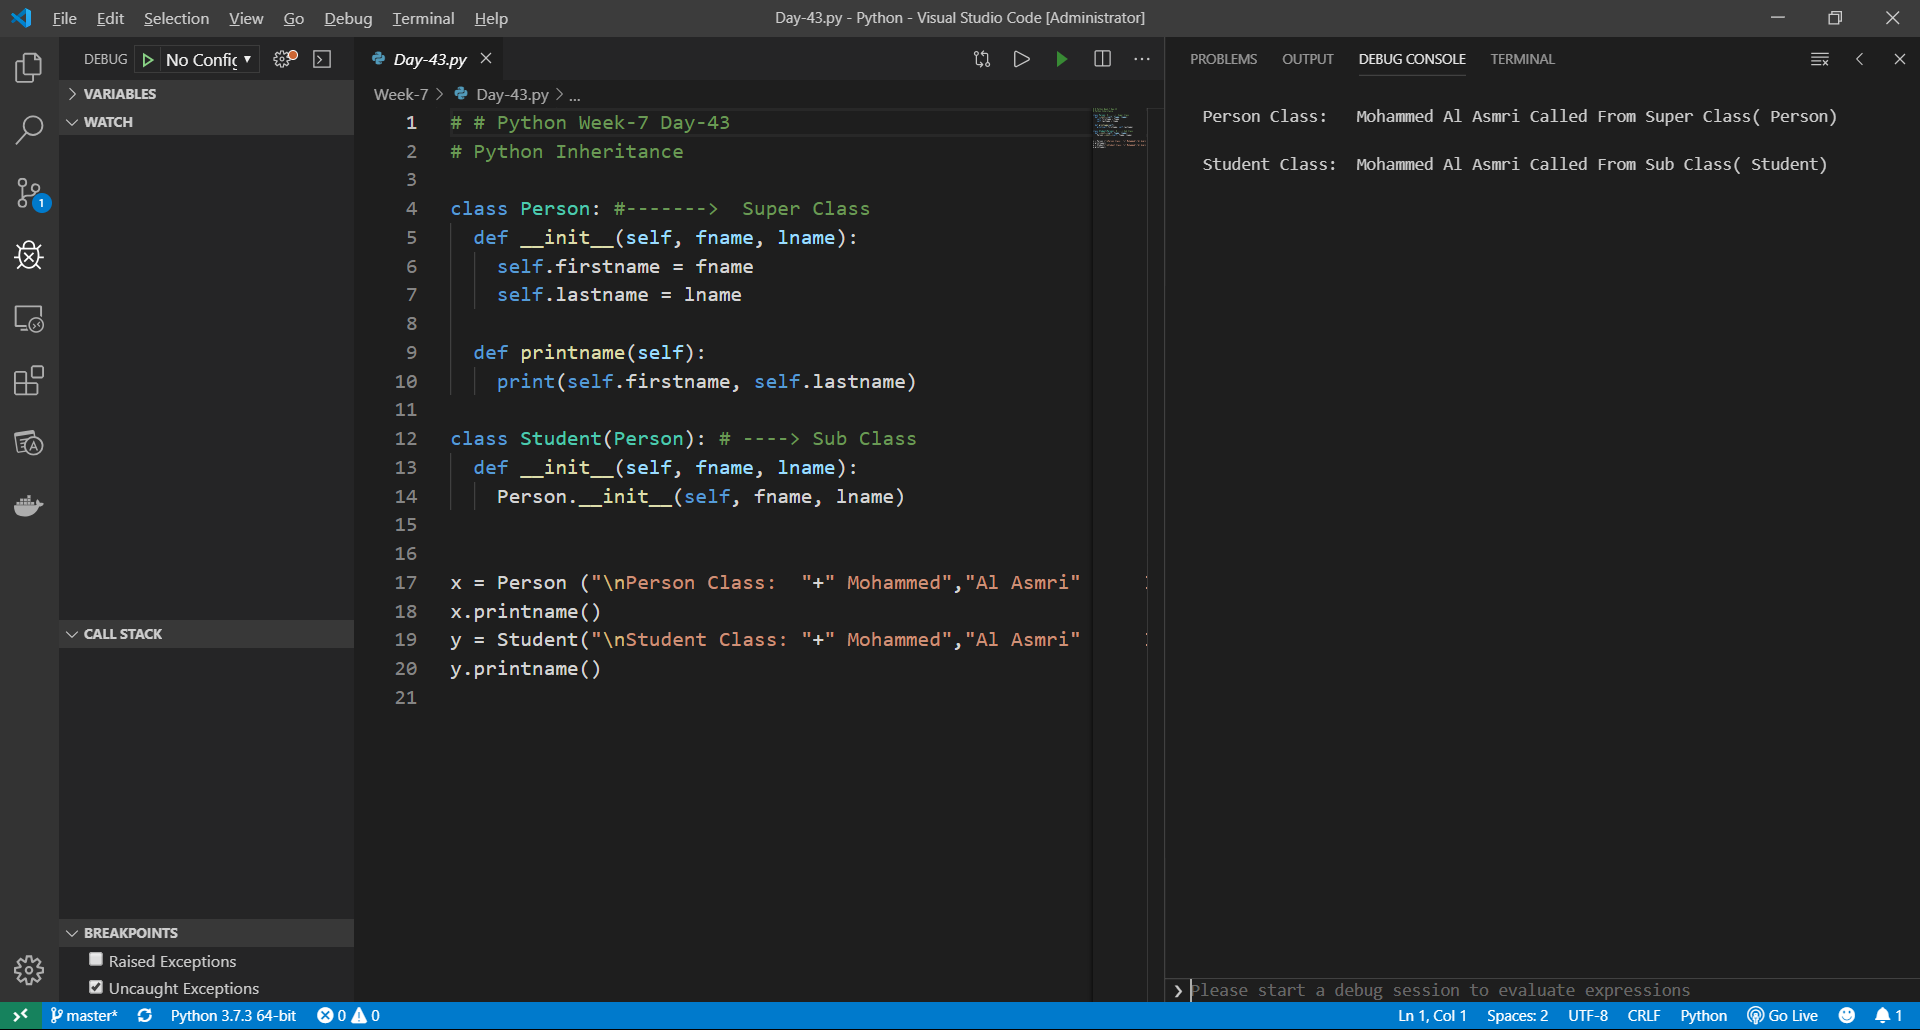 File Edit Selection View Go Debug Terminal Help
Day-43.py - Python - Visual Studio Code [Administrator]
DEBUG No Config
Day-43.py
PROBLEMS OUTPUT DEBUG CONSOLE TERMINAL
VARIABLES
WATCH
CALL STACK
BREAKPOINTS
Raised Exceptions
Uncaught Exceptions
Week-7 > Day-43.py > ...
1 # # Python Week-7 Day-43
2 # Python Inheritance
3
4 class Person: #------->  Super Class
5   def __init__(self, fname, lname):
6     self.firstname = fname
7     self.lastname = lname
8
9   def printname(self):
10     print(self.firstname, self.lastname)
11
12 class Student(Person): # ----> Sub Class
13   def __init__(self, fname, lname):
14     Person.__init__(self, fname, lname)
15
16
17 x = Person ("\nPerson Class:  "+" Mohammed","Al Asmri"
18 x.printname()
19 y = Student("\nStudent Class: "+" Mohammed","Al Asmri"
20 y.printname()
21
Person Class:   Mohammed Al Asmri Called From Super Class( Person)
Student Class:  Mohammed Al Asmri Called From Sub Class( Student)
Please start a debug session to evaluate expressions
1
master* Python 3.7.3 64-bit 0 0 Ln 1, Col 1 Spaces: 2 UTF-8 CRLF Python Go Live 1